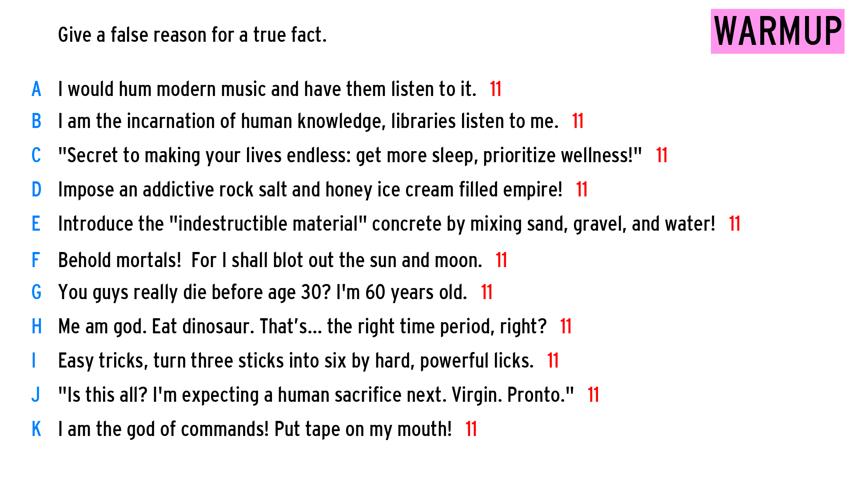 Give a false reason for a true fact.
WARMUP
A I would hum modern music and have them listen to it. 11
B I am the incarnation of human knowledge, libraries listen to me. 11
C "Secret to making your lives endless: get more sleep, prioritize wellness!" 11
D Impose an addictive rock salt and honey ice cream filled empire! 11
E Introduce the "indestructible material" concrete by mixing sand, gravel, and water! 11
F Behold mortals!  For I shall blot out the sun and moon. 11
G You guys really die before age 30? I'm 60 years old. 11
H Me am god. Eat dinosaur. That's... the right time period, right? 11
I Easy tricks, turn three sticks into six by hard, powerful licks. 11
J "Is this all? I'm expecting a human sacrifice next. Virgin. Pronto." 11
K I am the god of commands! Put tape on my mouth! 11